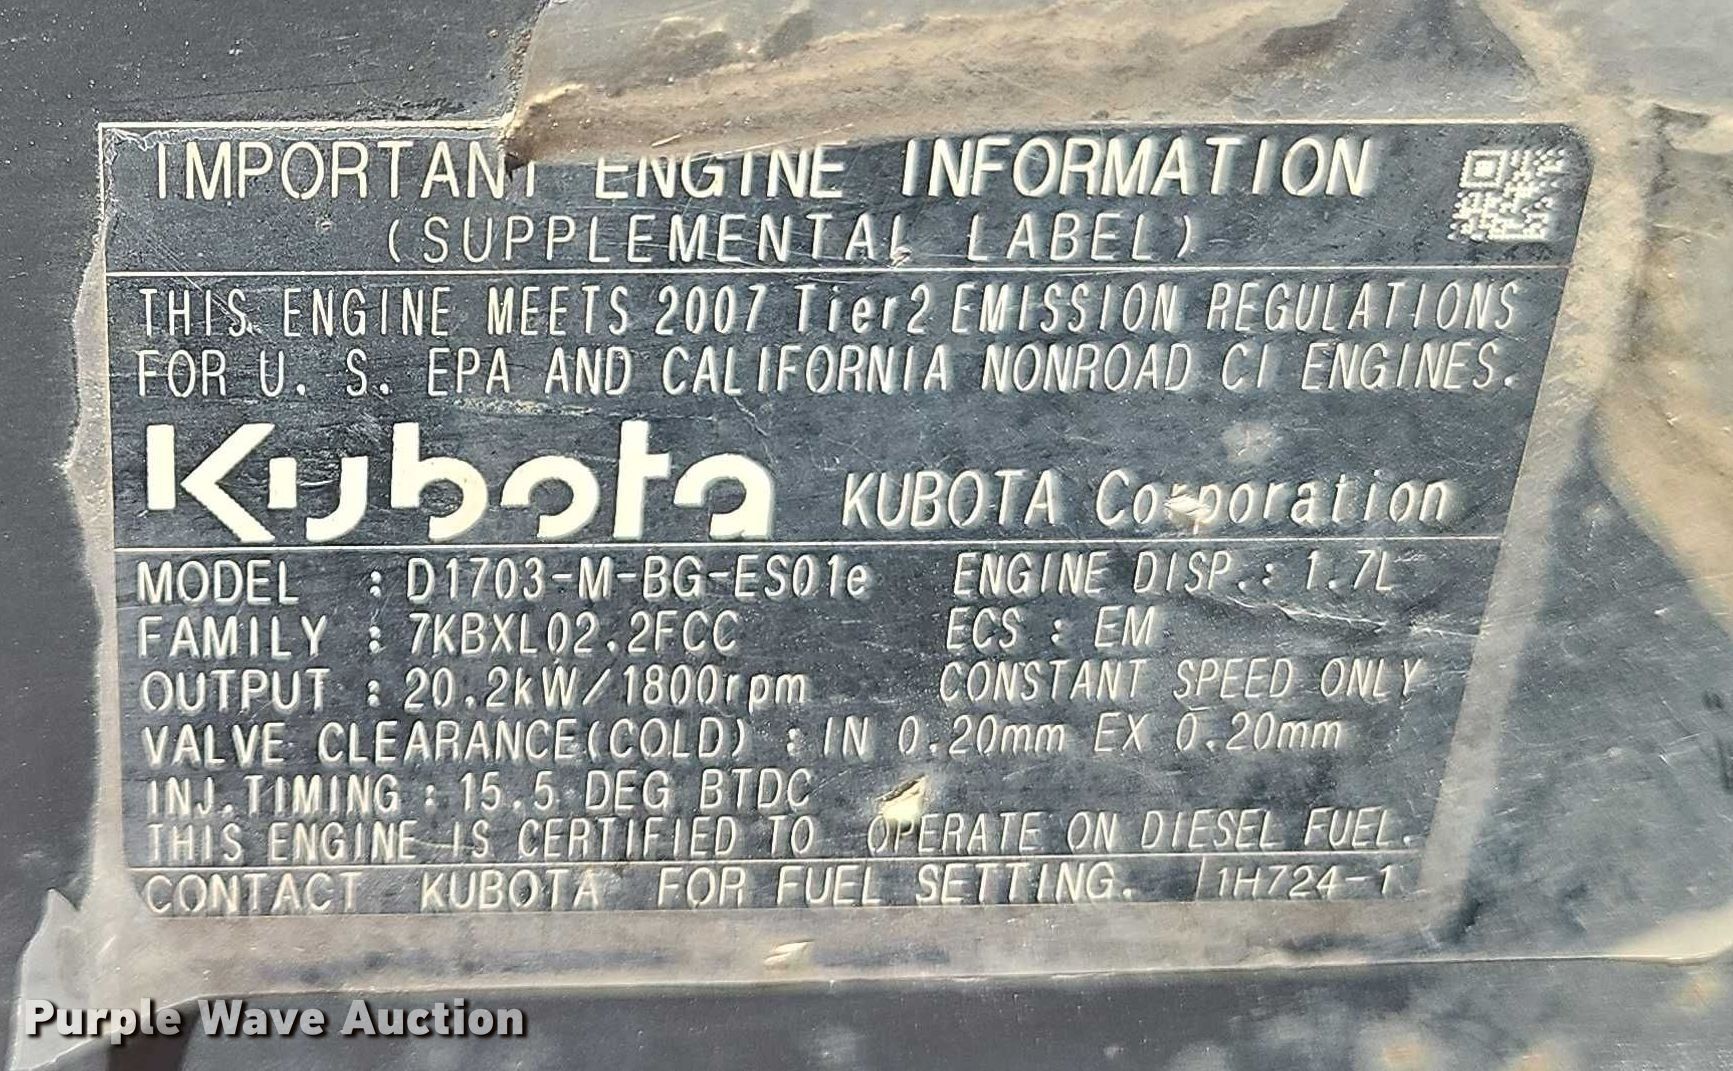 IMPORTANT ENGINE INFORMATION
(SUPPLEMENTAL LABEL)
THIS ENGINE MEETS 2007 Tier2 EMISSION REGULATIONS
FOR U. S. EPA AND CALIFORNIA NONROAD CI ENGINES.
Kubota KUBOTA Corporation
MODEL : D1703-M-BG-ES01e ENGINE DISP.: 1.7L
FAMILY : 7KBXL02.2FCC ECS : EM
OUTPUT : 20.2kW/1800rpm CONSTANT SPEED ONLY
VALVE CLEARANCE(COLD) : IN 0.20mm EX 0.20mm
INJ.TIMING : 15.5 DEG BTDC
THIS ENGINE IS CERTIFIED TO OPERATE ON DIESEL FUEL.
CONTACT KUBOTA FOR FUEL SETTING. 1H724-1
Purple Wave Auction